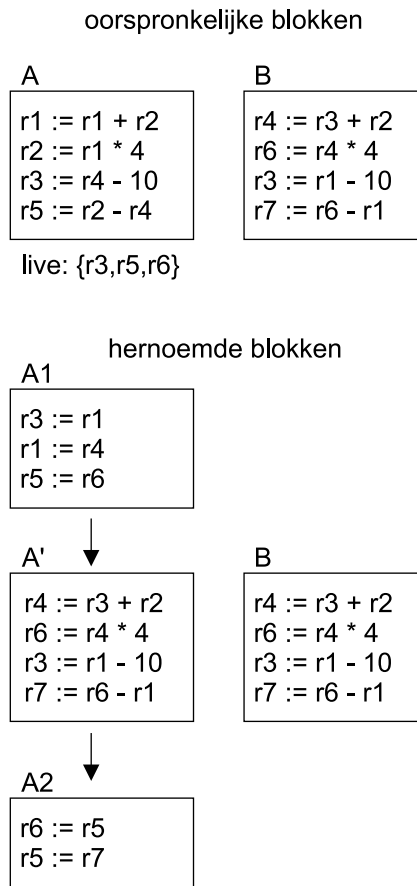 oorspronkelijke blokken
A
r1 := r1 + r2
r2 := r1 * 4
r3 := r4 - 10
r5 := r2 - r4
live: {r3,r5,r6}
B
r4 := r3 + r2
r6 := r4 * 4
r3 := r1 - 10
r7 := r6 - r1
hernoemde blokken
A1
r3 := r1
r1 := r4
r5 := r6
A'
r4 := r3 + r2
r6 := r4 * 4
r3 := r1 - 10
r7 := r6 - r1
B
r4 := r3 + r2
r6 := r4 * 4
r3 := r1 - 10
r7 := r6 - r1
A2
r6 := r5
r5 := r7